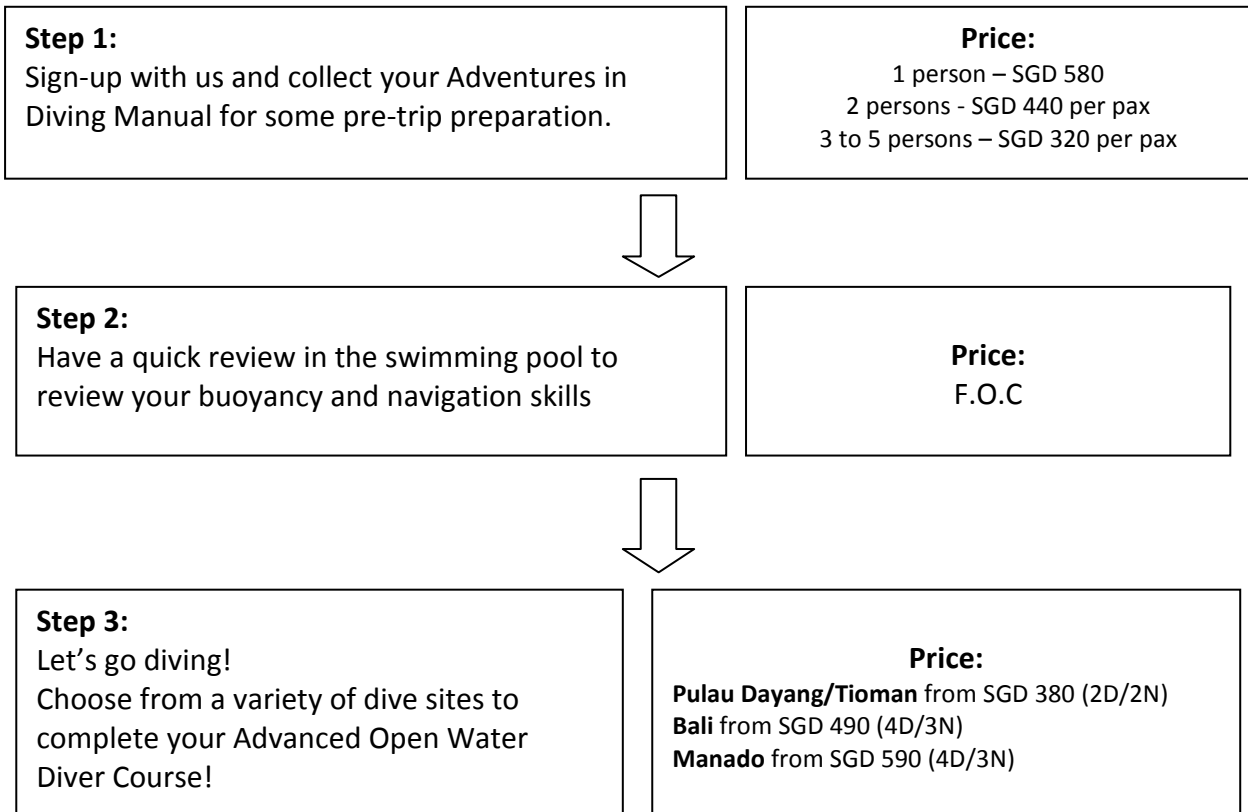 Step 1:
Sign-up with us and collect your Adventures in
Diving Manual for some pre-trip preparation.
Price:
1 person – SGD 580
2 persons - SGD 440 per pax
3 to 5 persons – SGD 320 per pax
Step 2:
Have a quick review in the swimming pool to
review your buoyancy and navigation skills
Price:
F.O.C
Step 3:
Let’s go diving!
Choose from a variety of dive sites to
complete your Advanced Open Water
Diver Course!
Price:
Pulau Dayang/Tioman from SGD 380 (2D/2N)
Bali from SGD 490 (4D/3N)
Manado from SGD 590 (4D/3N)